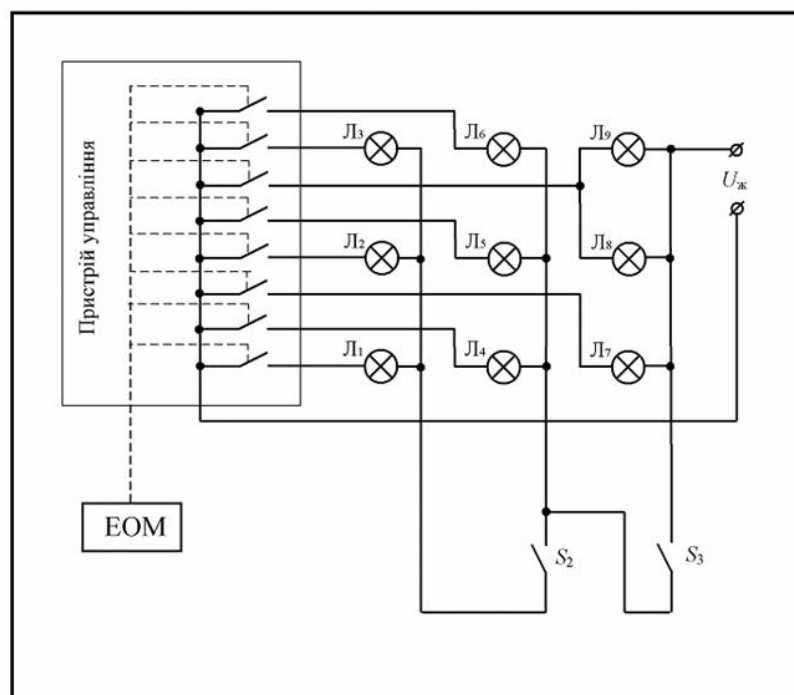 Пристрій управління
Л₃
Л₆
Л₉
Uж
Л₂
Л₅
Л₈
Л₁
Л₄
Л₇
ЕОМ
S₂
S₃